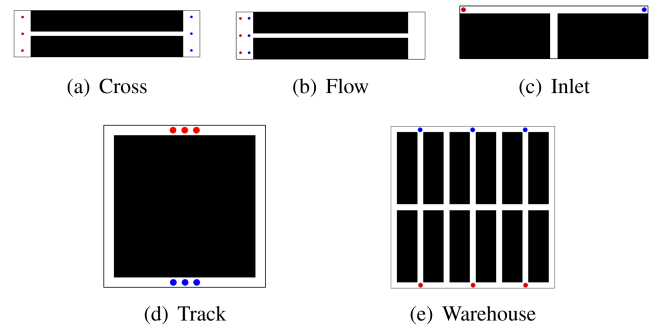 (a) Cross
(b) Flow
(c) Inlet
(d) Track
(e) Warehouse